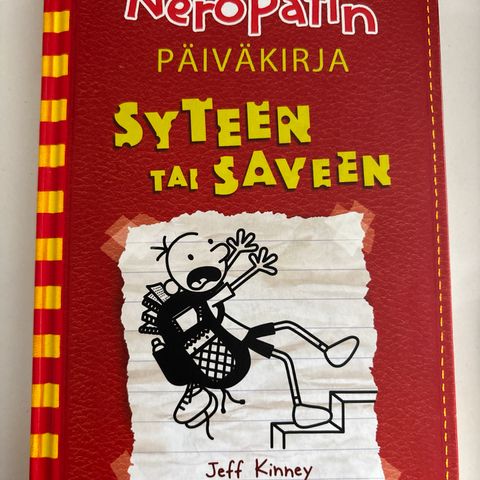 Neropatin
PÄIVÄKIRJA
SYTEEN
TAI SAVEEN
Jeff Kinney